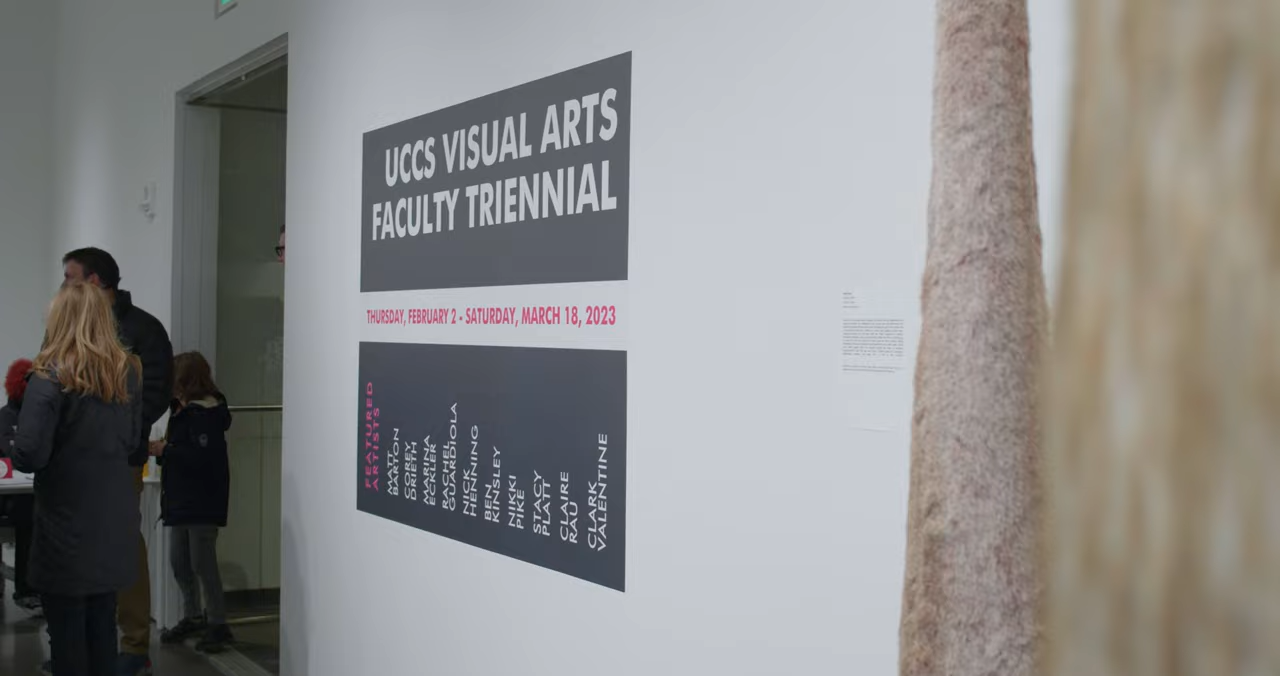 UCCS VISUAL ARTS
FACULTY TRIENNIAL
THURSDAY, FEBRUARY 2 - SATURDAY, MARCH 18, 2023
FEATURED
ARTISTS
MATT
BARTON
COREY
DRIETH
MARINA
ECKLER
RACHEL
GUARDIOLA
NICK
HENNING
BEN
KINSLEY
NIKKI
PIKE
STACY
PLATT
CLAIRE
RAU
CLARK
VALENTINE